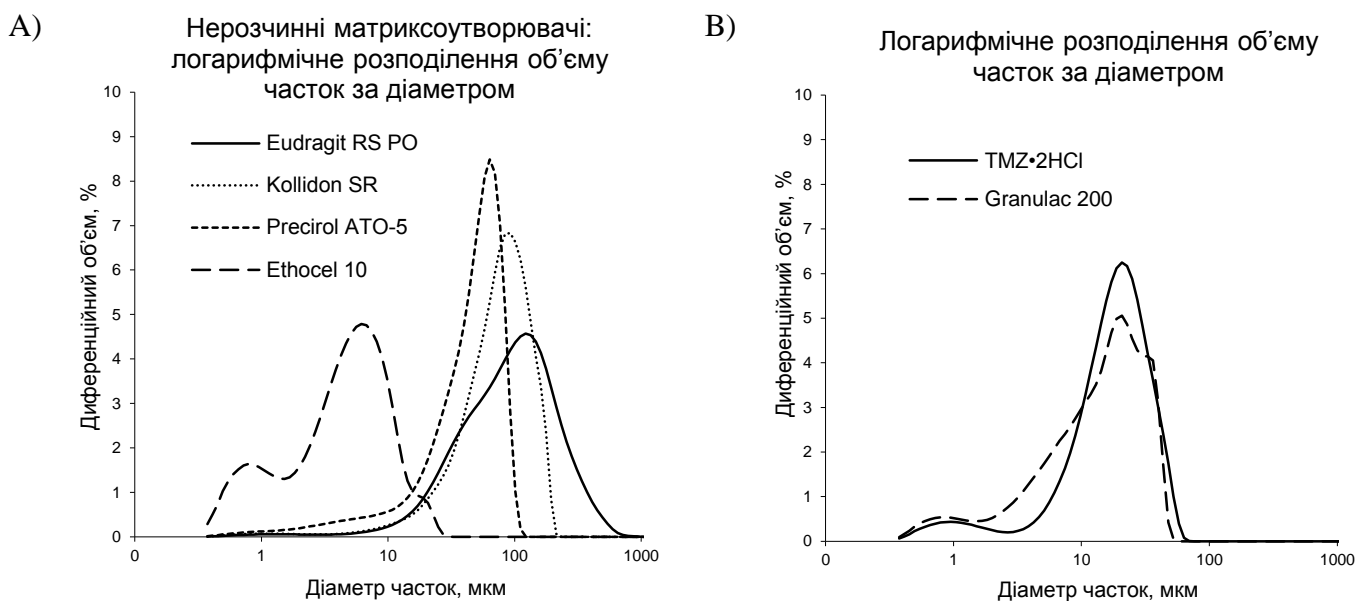 А)
Нерозчинні матриксоутворювачі:
логарифмічне розподілення об’єму
часток за діаметром
10
9
8
7
6
5
4
3
2
1
0
Диференційний об'єм, %
Eudragit RS PO
Kollidon SR
Precirol ATO-5
Ethocel 10
0
1
10
100
1000
Діаметр часток, мкм
В)
Логарифмічне розподілення об’єму
часток за діаметром
10
9
8
7
6
5
4
3
2
1
0
Диференційний об'єм, %
TMZ•2HCl
Granulac 200
0
1
10
100
1000
Діаметр часток, мкм